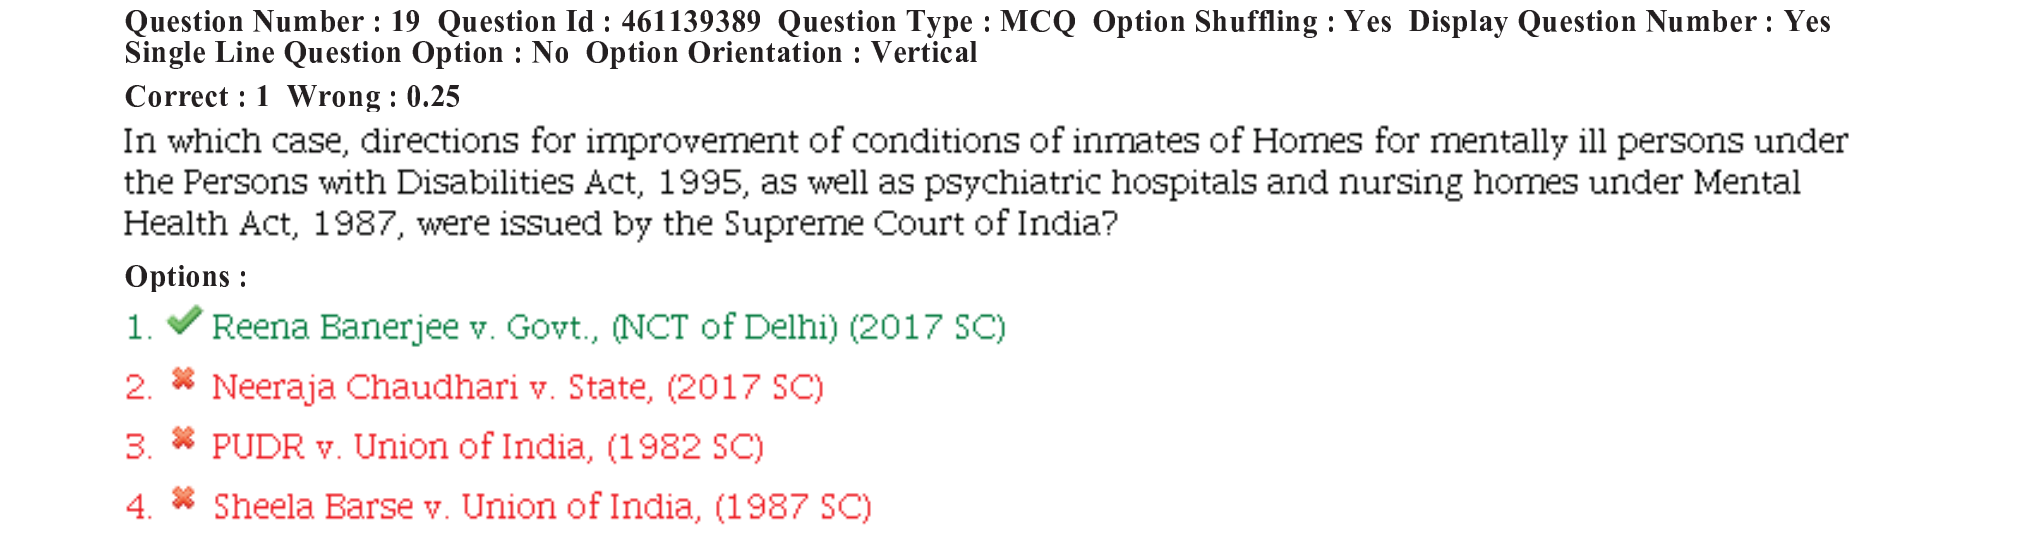 Question Number : 19 Question Id : 461139389 Question Type : MCQ Option Shuffling : Yes Display Question Number : Yes
Single Line Question Option : No Option Orientation : Vertical
Correct : 1 Wrong : 0.25
In which case, directions for improvement of conditions of inmates of Homes for mentally ill persons under
the Persons with Disabilities Act, 1995, as well as psychiatric hospitals and nursing homes under Mental
Health Act, 1987, were issued by the Supreme Court of India?
Options :
1. Reena Banerjee v. Govt., (NCT of Delhi) (2017 SC)
2. Neeraja Chaudhari v. State, (2017 SC)
3. PUDR v. Union of India, (1982 SC)
4. Sheela Barse v. Union of India, (1987 SC)